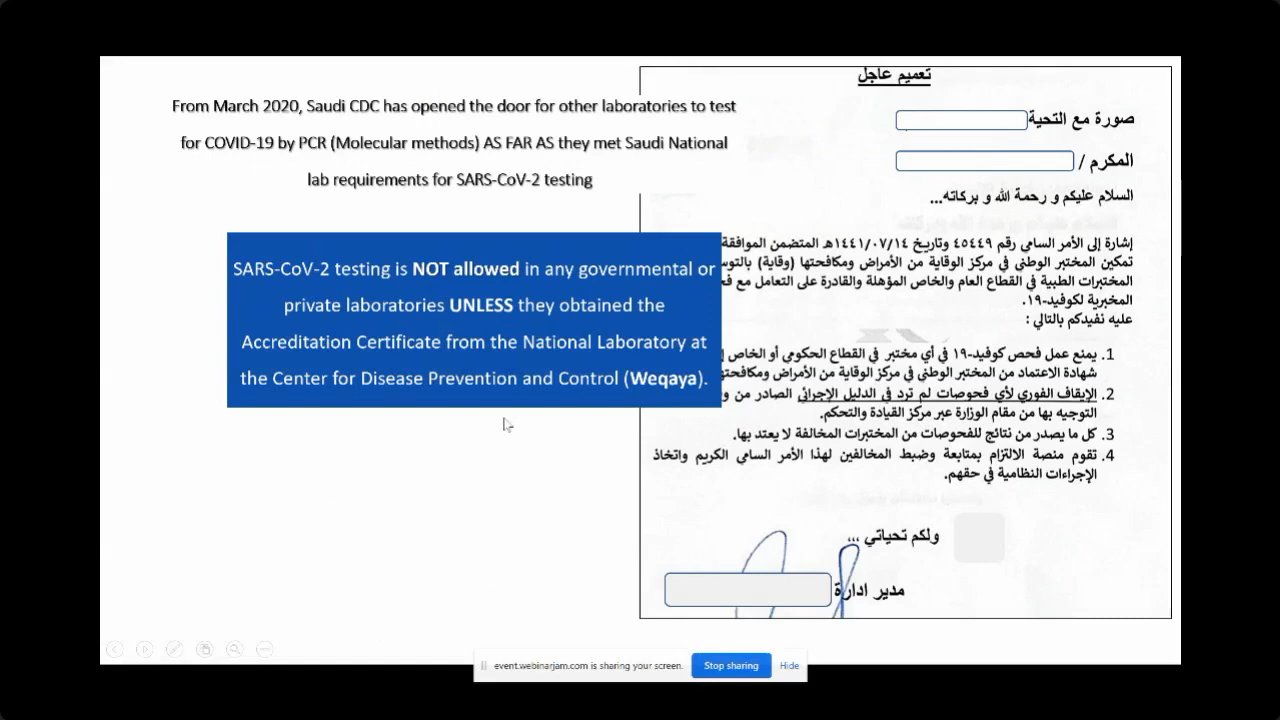 From March 2020, Saudi CDC has opened the door for other laboratories to test
for COVID-19 by PCR (Molecular methods) AS FAR AS they met Saudi National
lab requirements for SARS-CoV-2 testing
SARS-CoV-2 testing is NOT allowed in any governmental or
private laboratories UNLESS they obtained the
Accreditation Certificate from the National Laboratory at
the Center for Disease Prevention and Control (Weqaya).
تعميم عاجل
صورة مع التحية
المكرم /
السلام عليكم و رحمة الله و بركاته...
إشارة إلى الأمر السامي رقم ٤٥٤٤٩ وتاريخ ١٤٤١/٠٧/١٤هـ المتضمن الموافقة
تمكين المختبر الوطني في مركز الوقاية من الأمراض ومكافحتها (وقاية)
المختبرات الطبية في القطاع العام والخاص المؤهلة والقادرة على التعامل مع
المخبرية لكوفيد-١٩.
عليه نفيدكم بالتالي :
1. يمنع عمل فحص كوفيد-١٩ في أي مختبر في القطاع الحكومي أو الخاص
شهادة الاعتماد من المختبر الوطني في مركز الوقاية من الأمراض
2. الإيقاف الفوري لأي فحوصات لم ترد في الدليل الإجرائي الصادر من
التوجيه بها من مقام الوزارة عبر مركز القيادة والتحكم.
3. كل ما يصدر من نتائج للفحوصات من المختبرات المخالفة لا يعتد بها.
4. تقوم منصة الالتزام بمتابعة وضبط المخالفين لهذا الأمر السامي الكريم واتخاذ
الإجراءات النظامية في حقهم.
ولكم تحياتي ,,,
مدير ادارة
event.webinarjam.com is sharing your screen.
Stop sharing
Hide